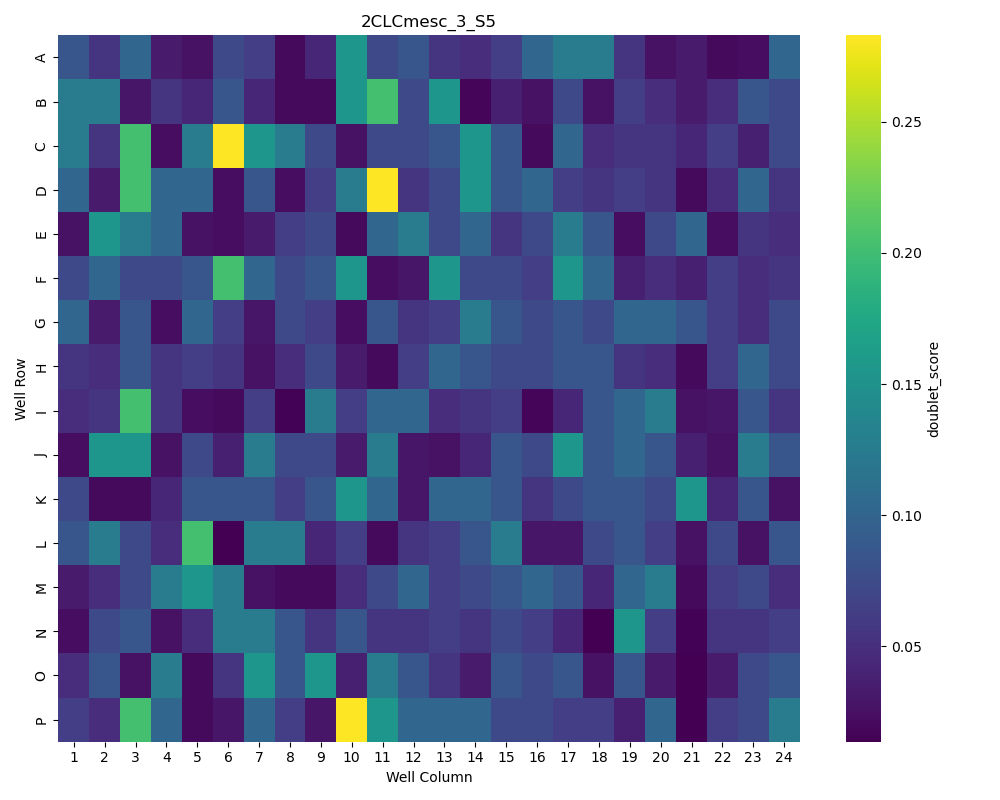 2CLCmesc_3_S5
A
B
C
D
E
F
G
H
I
J
K
L
M
N
O
P
Well Row
1 2 3 4 5 6 7 8 9 10 11 12 13 14 15 16 17 18 19 20 21 22 23 24
Well Column
0.25
0.20
0.15
0.10
0.05
doublet_score